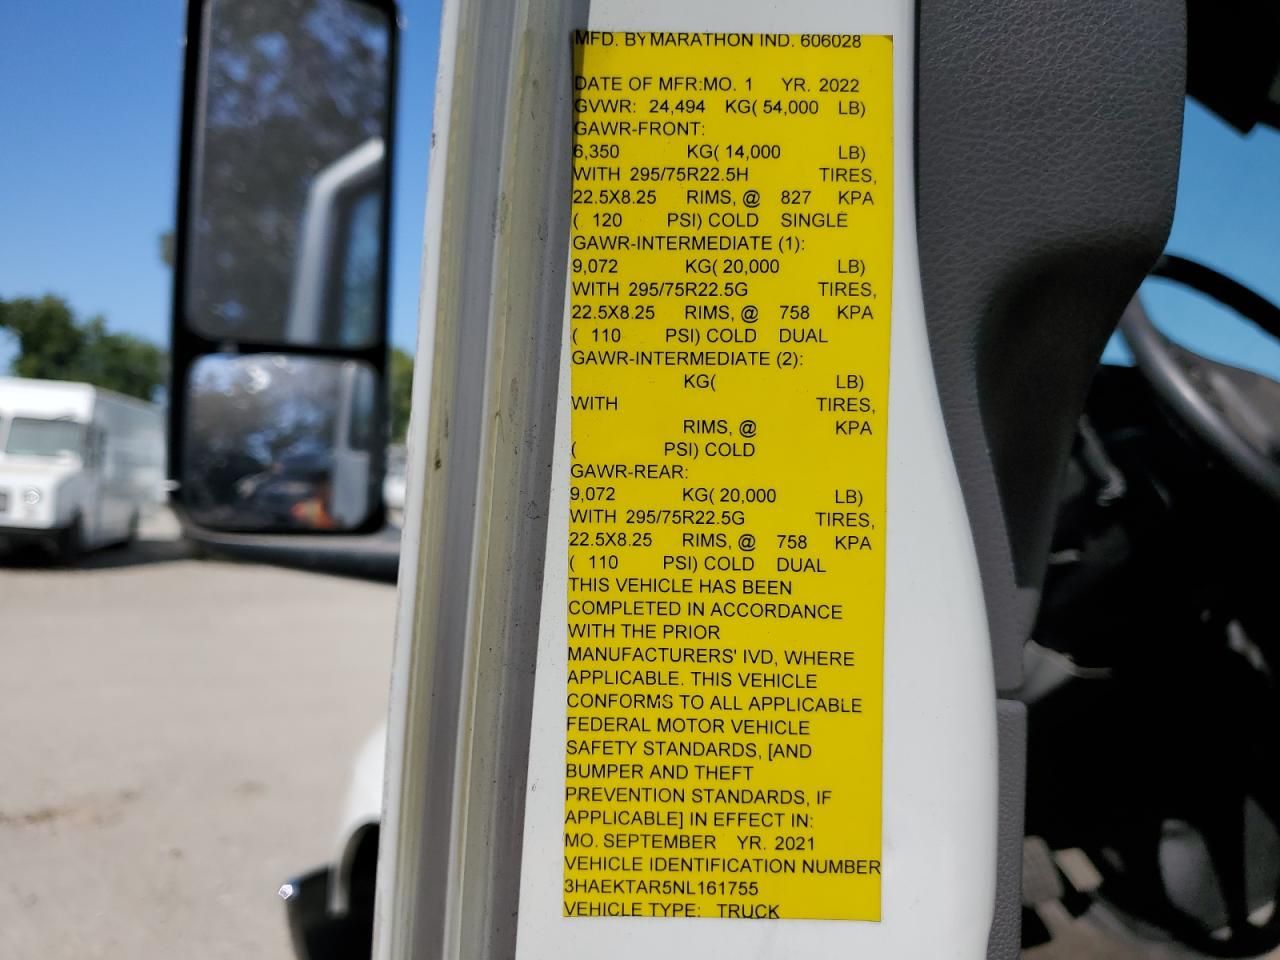 MFD. BY MARATHON IND. 606028
DATE OF MFR:MO. 1 YR. 2022
GVWR: 24,494 KG( 54,000 LB)
GAWR-FRONT:
6,350 KG( 14,000 LB)
WITH 295/75R22.5H TIRES,
22.5X8.25 RIMS, @ 827 KPA
( 120 PSI) COLD SINGLE
GAWR-INTERMEDIATE (1):
9,072 KG( 20,000 LB)
WITH 295/75R22.5G TIRES,
22.5X8.25 RIMS, @ 758 KPA
( 110 PSI) COLD DUAL
GAWR-INTERMEDIATE (2):
KG( LB)
WITH TIRES,
RIMS, @ KPA
( PSI) COLD
GAWR-REAR:
9,072 KG( 20,000 LB)
WITH 295/75R22.5G TIRES,
22.5X8.25 RIMS, @ 758 KPA
( 110 PSI) COLD DUAL
THIS VEHICLE HAS BEEN
COMPLETED IN ACCORDANCE
WITH THE PRIOR
MANUFACTURERS' IVD, WHERE
APPLICABLE. THIS VEHICLE
CONFORMS TO ALL APPLICABLE
FEDERAL MOTOR VEHICLE
SAFETY STANDARDS, [AND
BUMPER AND THEFT
PREVENTION STANDARDS, IF
APPLICABLE] IN EFFECT IN:
MO. SEPTEMBER YR. 2021
VEHICLE IDENTIFICATION NUMBER
3HAEKTAR5NL161755
VEHICLE TYPE: TRUCK